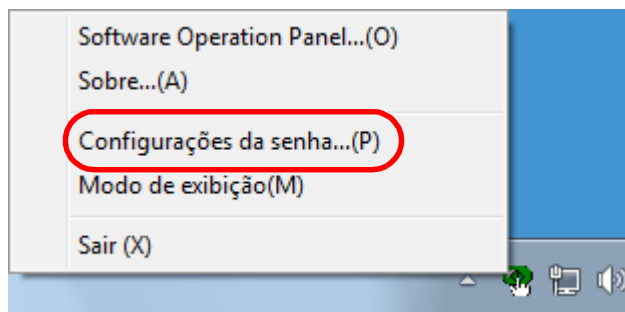 Software Operation Panel...(O)
Sobre...(A)
Configurações da senha...(P)
Modo de exibição(M)
Sair (X)